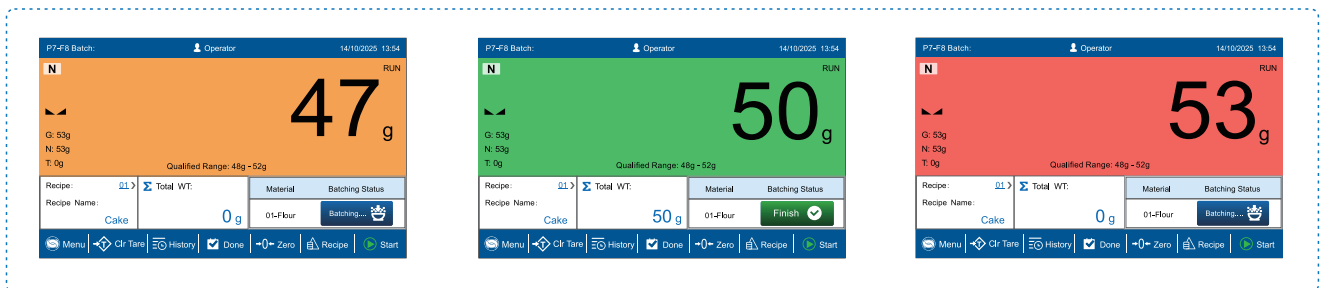 P7-F8 Batch: Operator 14/10/2025 13:54
N RUN
47 g
G: 53g
N: 53g
T: 0g Qualified Range: 48g - 52g
Recipe: 01 > Σ Total WT: Material Batching Status
Recipe Name:
Cake 0 g 01-Flour Batching....
Menu Clr Tare History Done →0← Zero Recipe Start
P7-F8 Batch: Operator 14/10/2025 13:54
N RUN
50 g
G: 53g
N: 53g
T: 0g Qualified Range: 48g - 52g
Recipe: 01 > Σ Total WT: Material Batching Status
Recipe Name:
Cake 50 g 01-Flour Finish
Menu Clr Tare History Done →0← Zero Recipe Start
P7-F8 Batch: Operator 14/10/2025 13:54
N RUN
53 g
G: 53g
N: 53g
T: 0g Qualified Range: 48g - 52g
Recipe: 01 > Σ Total WT: Material Batching Status
Recipe Name:
Cake 0 g 01-Flour Batching....
Menu Clr Tare History Done →0← Zero Recipe Start